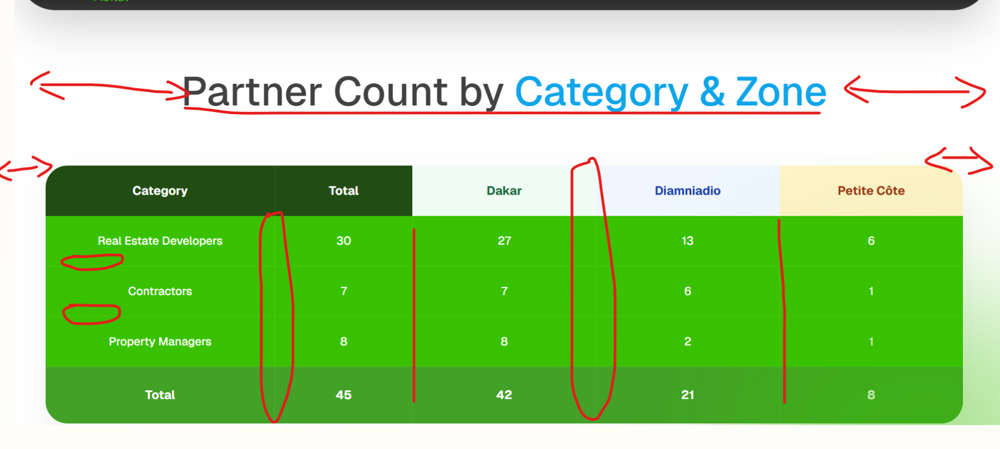 Partner Count by Category & Zone
Category Total Dakar Diamniadio Petite Côte
Real Estate Developers 30 27 13 6
Contractors 7 7 6 1
Property Managers 8 8 2 1
Total 45 42 21 8